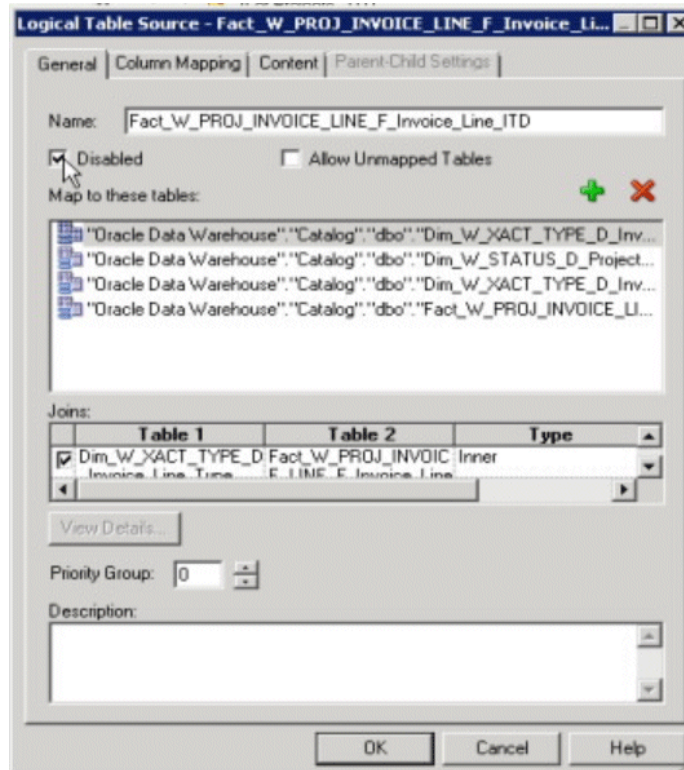 Logical Table Source - Fact_W_PROJ_INVOICE_LINE_F_Invoice_Li...
General Column Mapping Content Parent-Child Settings
Name: Fact_W_PROJ_INVOICE_LINE_F_Invoice_Line_ITD
Disabled Allow Unmapped Tables
Map to these tables:
"Oracle Data Warehouse"."Catalog"."dbo"."Dim_W_XACT_TYPE_D_Inv...
"Oracle Data Warehouse"."Catalog"."dbo"."Dim_W_STATUS_D_Project...
"Oracle Data Warehouse"."Catalog"."dbo"."Dim_W_XACT_TYPE_D_Inv...
"Oracle Data Warehouse"."Catalog"."dbo"."Fact_W_PROJ_INVOICE_LI...
Joins:
Table 1 Table 2 Type
Dim_W_XACT_TYPE_D Fact_W_PROJ_INVOIC Inner
_Invoice_Line_Type E_LINE_F_Invoice_Line
View Details...
Priority Group: 0
Description:
OK Cancel Help